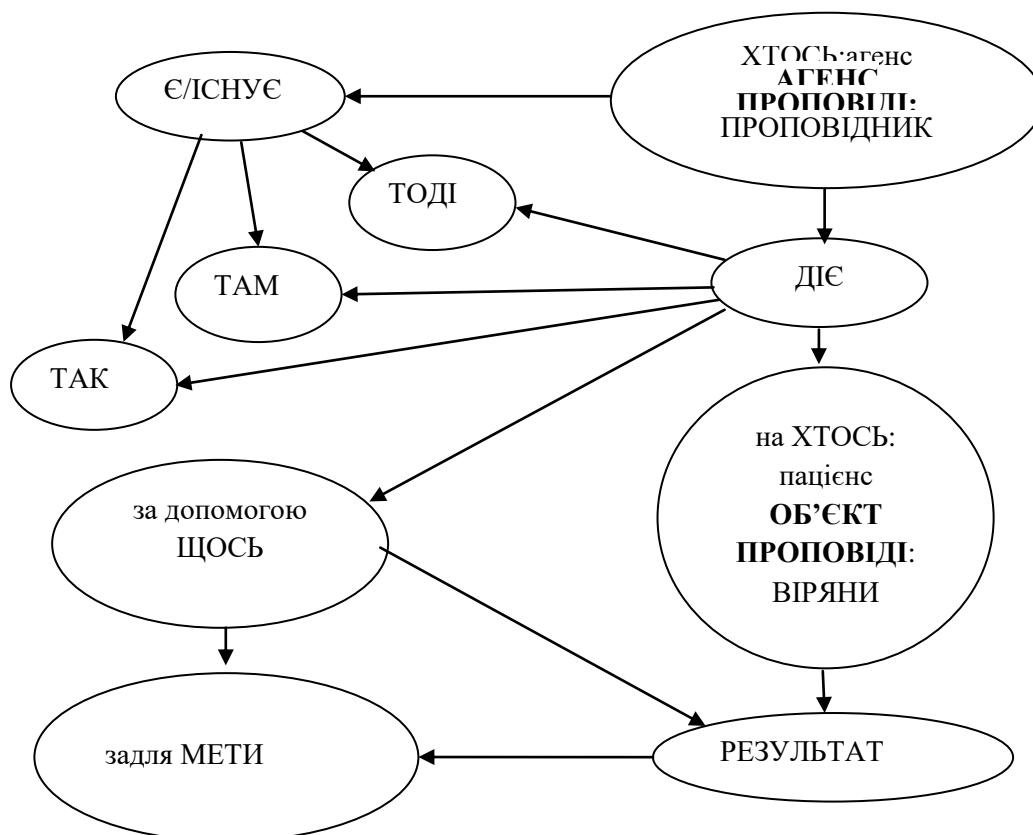 ХТОСЬ:агенс
АГЕНС
ПРОПОВІДІ:
ПРОПОВІДНИК
Є/ІСНУЄ
ТОДІ
ТАМ
ДІЄ
ТАК
на ХТОСЬ:
пацієнс
ОБ’ЄКТ
ПРОПОВІДІ:
ВІРЯНИ
за допомогою
ЩОСЬ
задля МЕТИ
РЕЗУЛЬТАТ